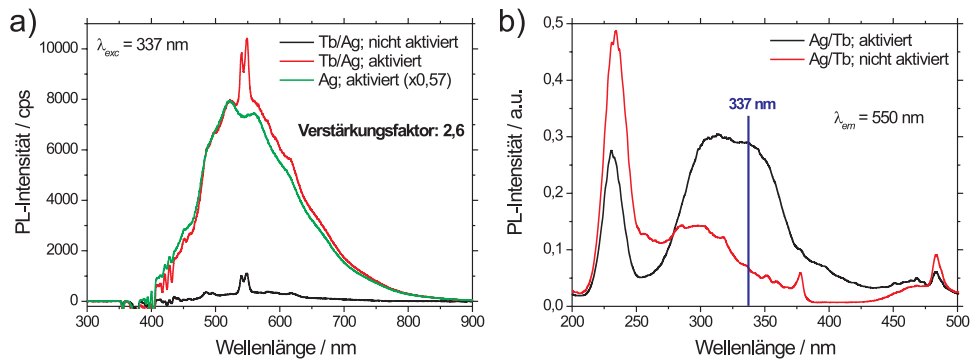 a)
λexc = 337 nm
Tb/Ag; nicht aktiviert
Tb/Ag; aktiviert
Ag; aktiviert (x0,57)
Verstärkungsfaktor: 2,6
PL-Intensität / cps
10000
8000
6000
4000
2000
0
300 400 500 600 700 800 900
Wellenlänge / nm
b)
Ag/Tb; aktiviert
Ag/Tb; nicht aktiviert
337 nm
λem = 550 nm
PL-Intensität / a.u.
0,5
0,4
0,3
0,2
0,1
0,0
200 250 300 350 400 450 500
Wellenlänge / nm